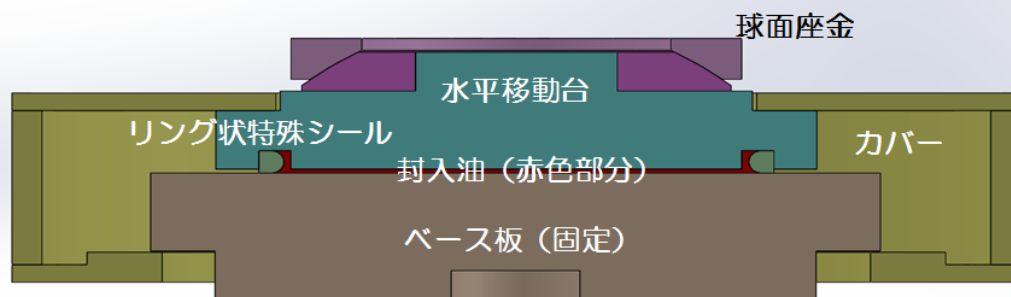 球面座金
水平移動台
リング状特殊シール
カバー
封入油（赤色部分）
ベース板（固定）